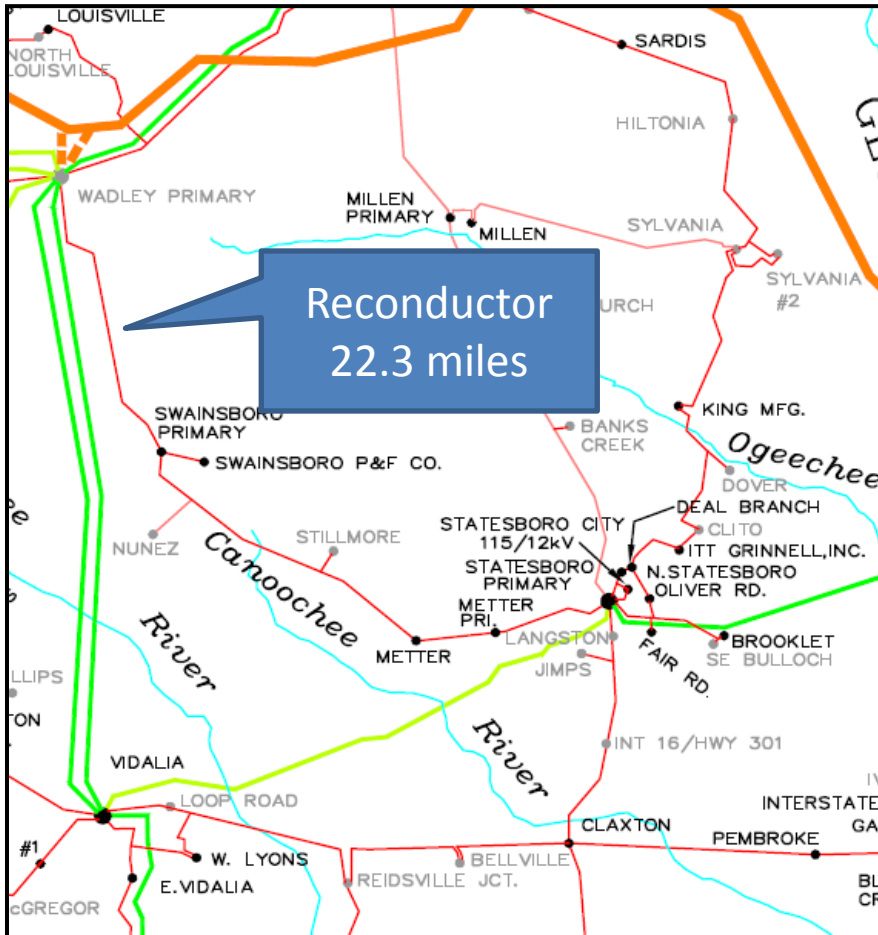 LOUISVILLE
NORTH
LOUISVILLE
SARDIS
HILTONIA
WADLEY PRIMARY
MILLEN
PRIMARY
MILLEN
SYLVANIA
SYLVANIA
#2
Reconductor
22.3 miles
URCH
SWAINSBORO
PRIMARY
SWAINSBORO P&F CO.
KING MFG.
BANKS
CREEK
Ogeechee
DOVER
DEAL BRANCH
STATESBORO CITY
115/12kV
CLITO
ITT GRINNELL,INC.
NUNEZ
STILLMORE
Canoochee
STATESBORO
PRIMARY
N.STATESBORO
OLIVER RD.
METTER
PRI.
METTER
LANGSTON
JIMPS
FAIR RD.
BROOKLET
SE BULLOCH
River
LLIPS
TON
River
INT 16/HWY 301
VIDALIA
LOOP ROAD
INTERSTATE
GA
CLAXTON
PEMBROKE
#1
W. LYONS
E.VIDALIA
BELLVILLE
REIDSVILLE JCT.
cGREGOR
BL
CR